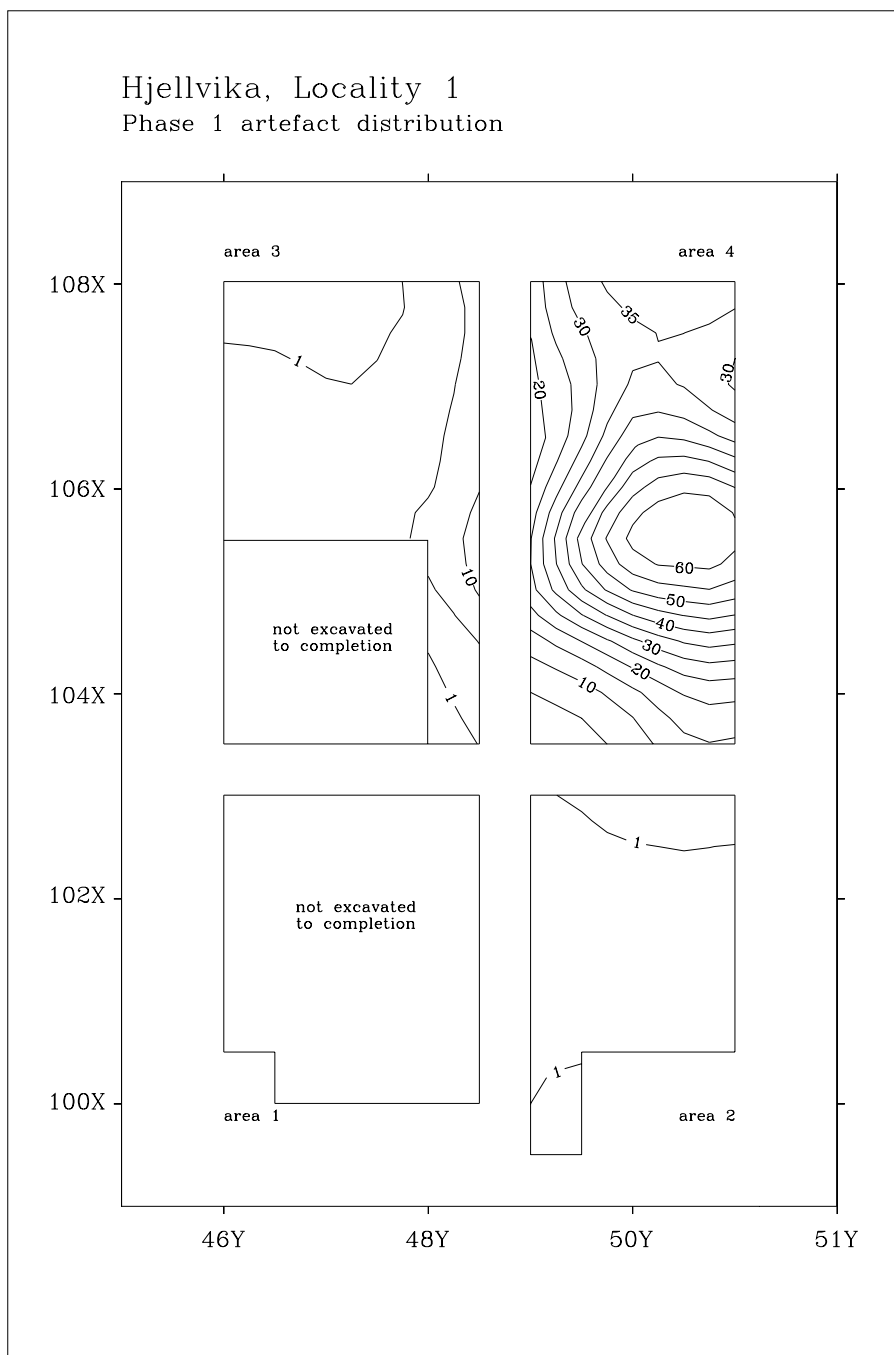 Hjellvika, Locality 1
Phase 1 artefact distribution
area 3
area 4
108X
35
30
1
30
20
106X
60
10
50
40
not excavated
to completion
30
20
10
104X
1
1
102X
not excavated
to completion
1
100X
area 1
area 2
46Y
48Y
50Y
51Y